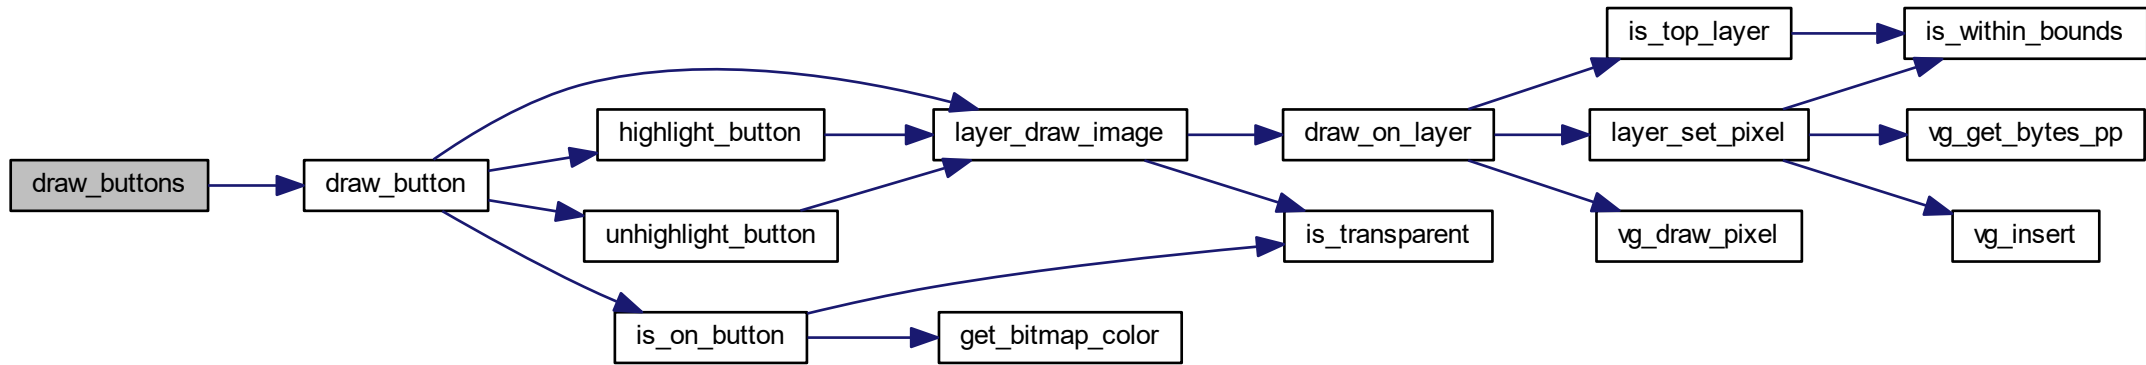 draw_buttons
draw_button
highlight_button
unhighlight_button
is_on_button
layer_draw_image
get_bitmap_color
draw_on_layer
is_transparent
is_top_layer
layer_set_pixel
vg_draw_pixel
is_within_bounds
vg_get_bytes_pp
vg_insert